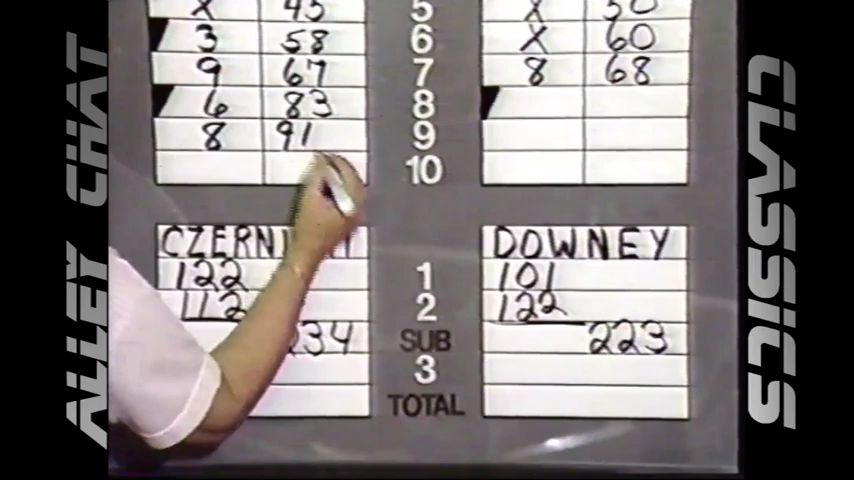 X 45 5 X 50
3 58 6 X 60
9 67 7 8 68
6 83 8
8 91 9
10
DOWNEY
122 1 101
112 2 122
234 SUB 223
3
TOTAL
ALLEY CHAT
CLASSICS